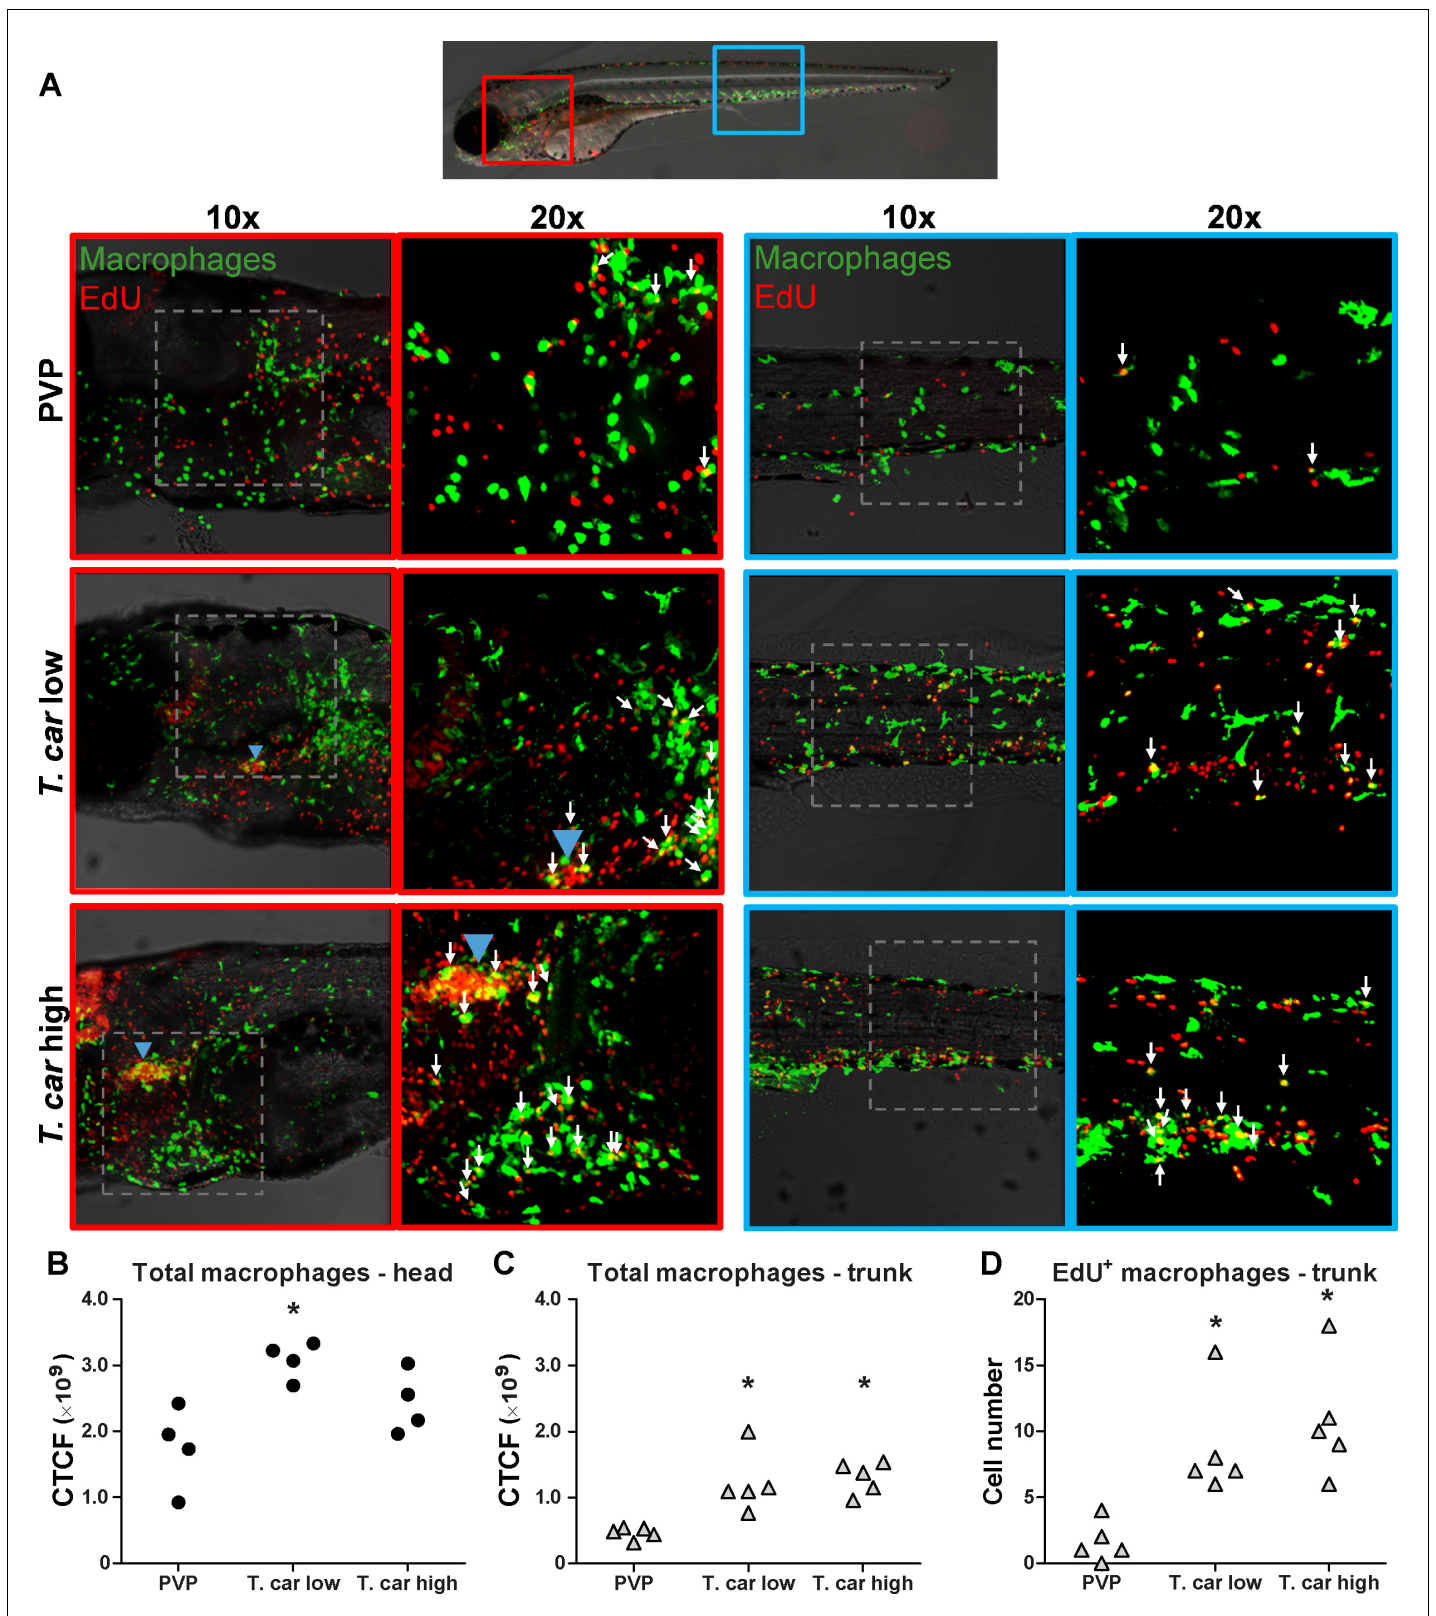 A
10x 20x 10x 20x
Macrophages
EdU
Macrophages
EdU
PVP
T. car low
T. car high
B Total macrophages - head
*
CTCF (×10⁹)
4.0
3.0
2.0
1.0
0
PVP T. car low T. car high
C Total macrophages - trunk
* *
CTCF (×10⁹)
4.0
3.0
2.0
1.0
0
PVP T. car low T. car high
D EdU⁺ macrophages - trunk
* *
Cell number
20
15
10
5
0
PVP T. car low T. car high